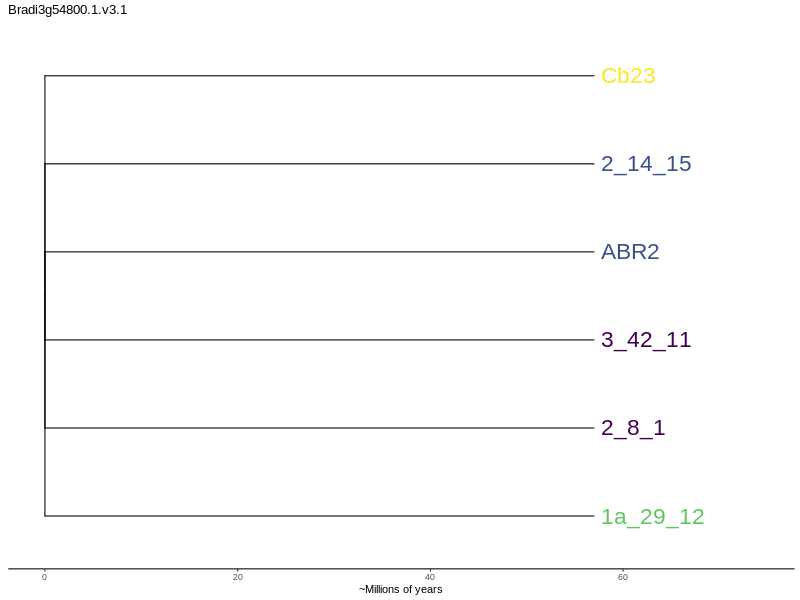 Bradi3g54800.1.v3.1
Cb23
2_14_15
ABR2
3_42_11
2_8_1
1a_29_12
0 20 40 60
~Millions of years